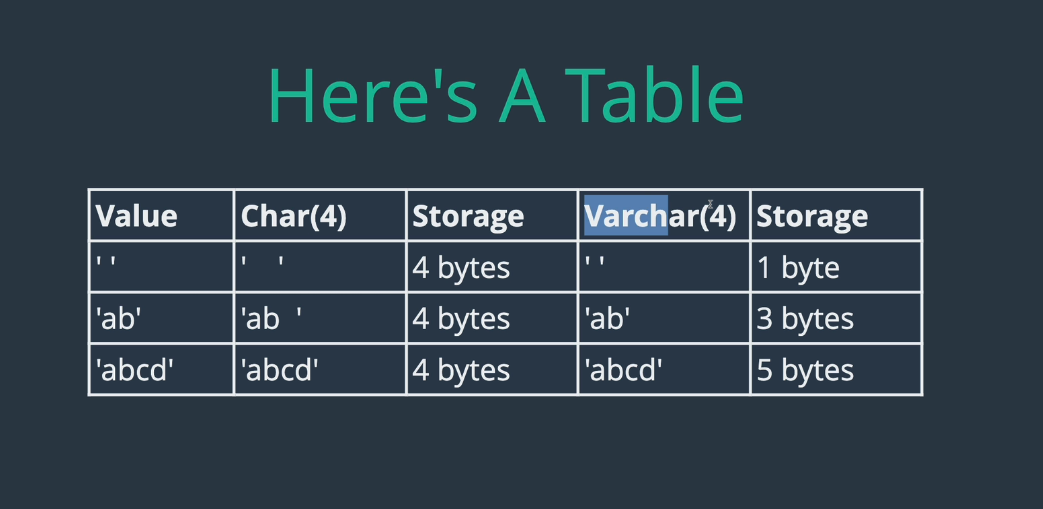 Here's A Table
Value Char(4) Storage Varchar(4) Storage
' ' '    ' 4 bytes ' ' 1 byte
'ab' 'ab  ' 4 bytes 'ab' 3 bytes
'abcd' 'abcd' 4 bytes 'abcd' 5 bytes